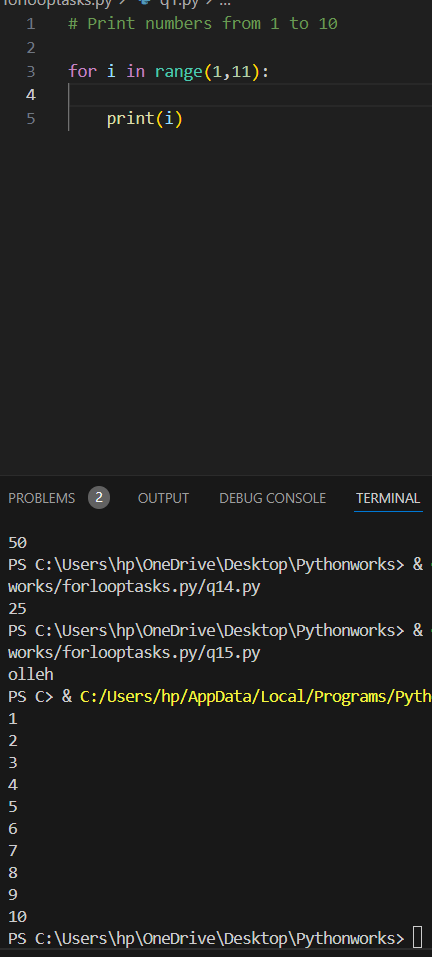 forlooptasks.py > q1.py > ...
1 # Print numbers from 1 to 10
2
3 for i in range(1,11):
4
5     print(i)
PROBLEMS 2 OUTPUT DEBUG CONSOLE TERMINAL
50
PS C:\Users\hp\OneDrive\Desktop\Pythonworks> &
works/forlooptasks.py/q14.py
25
PS C:\Users\hp\OneDrive\Desktop\Pythonworks> &
works/forlooptasks.py/q15.py
olleh
PS C> & C:/Users/hp/AppData/Local/Programs/Pyth
1
2
3
4
5
6
7
8
9
10
PS C:\Users\hp\OneDrive\Desktop\Pythonworks>